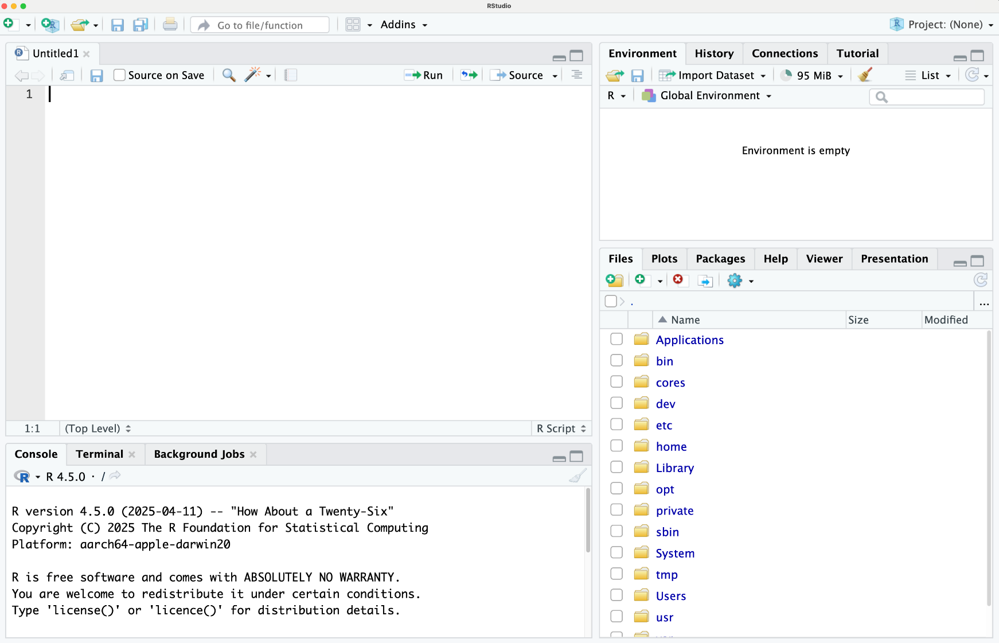 RStudio
Go to file/function
Addins
Project: (None)
Untitled1
Source on Save
Run
Source
1
1:1
(Top Level)
R Script
Console
Terminal
Background Jobs
R 4.5.0 · /
R version 4.5.0 (2025-04-11) -- "How About a Twenty-Six"
Copyright (C) 2025 The R Foundation for Statistical Computing
Platform: aarch64-apple-darwin20
R is free software and comes with ABSOLUTELY NO WARRANTY.
You are welcome to redistribute it under certain conditions.
Type 'license()' or 'licence()' for distribution details.
Environment
History
Connections
Tutorial
Import Dataset
95 MiB
List
R
Global Environment
Environment is empty
Files
Plots
Packages
Help
Viewer
Presentation
.
...
Name
Size
Modified
Applications
bin
cores
dev
etc
home
Library
opt
private
sbin
System
tmp
Users
usr